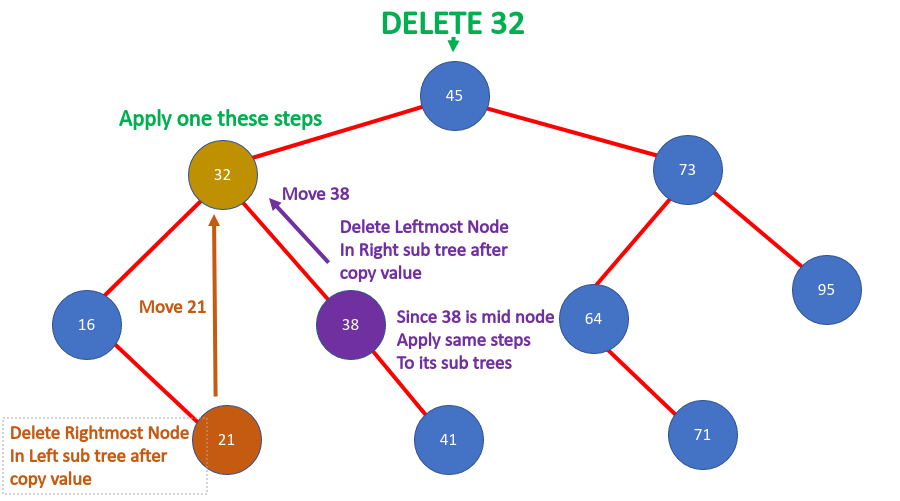 DELETE 32
45
Apply one these steps
32
73
Move 38
Delete Leftmost Node
In Right sub tree after
copy value
95
Move 21
16
38
Since 38 is mid node
Apply same steps
To its sub trees
64
Delete Rightmost Node
In Left sub tree after
copy value
21
41
71